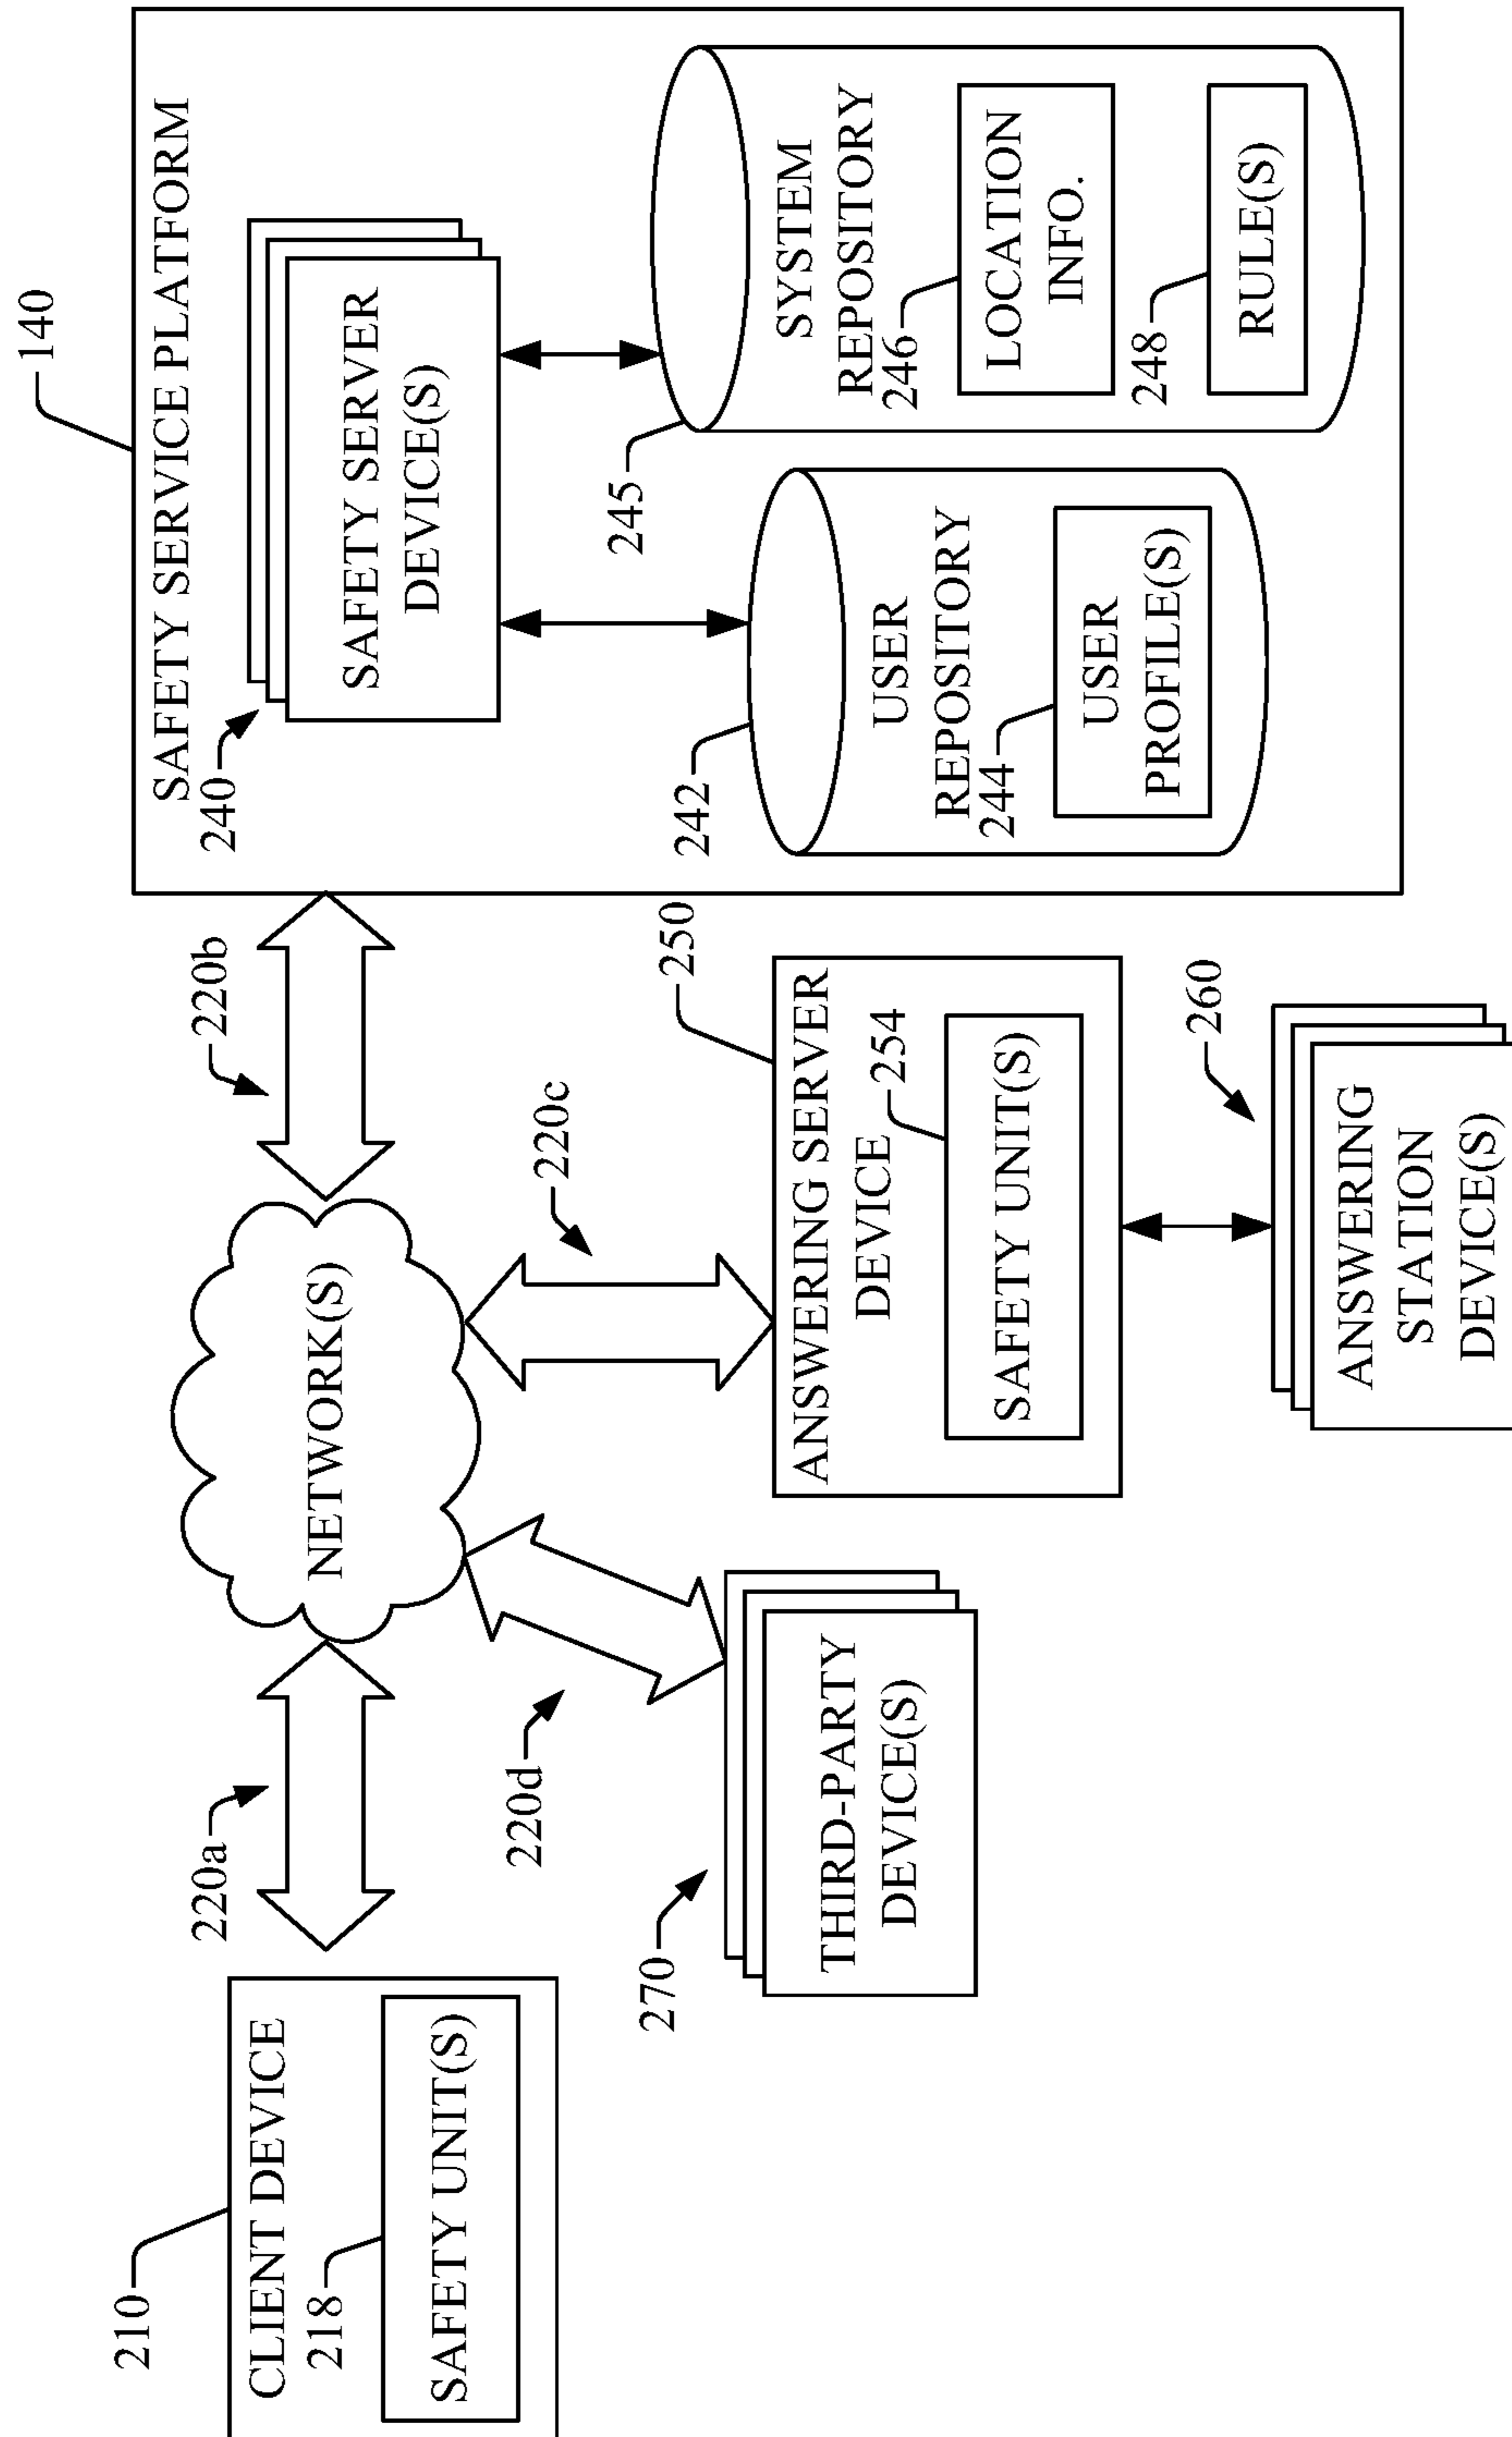 140
SAFETY SERVICE PLATFORM
240
SAFETY SERVER
DEVICE(S)
242
USER
REPOSITORY
244
USER
PROFILE(S)
245
SYSTEM
REPOSITORY
246
LOCATION
INFO.
248
RULE(S)
210
CLIENT DEVICE
218
SAFETY UNIT(S)
220a
NETWORK(S)
220b
220c
220d
270
THIRD-PARTY
DEVICE(S)
250
ANSWERING SERVER
DEVICE
254
SAFETY UNIT(S)
260
ANSWERING
STATION
DEVICE(S)